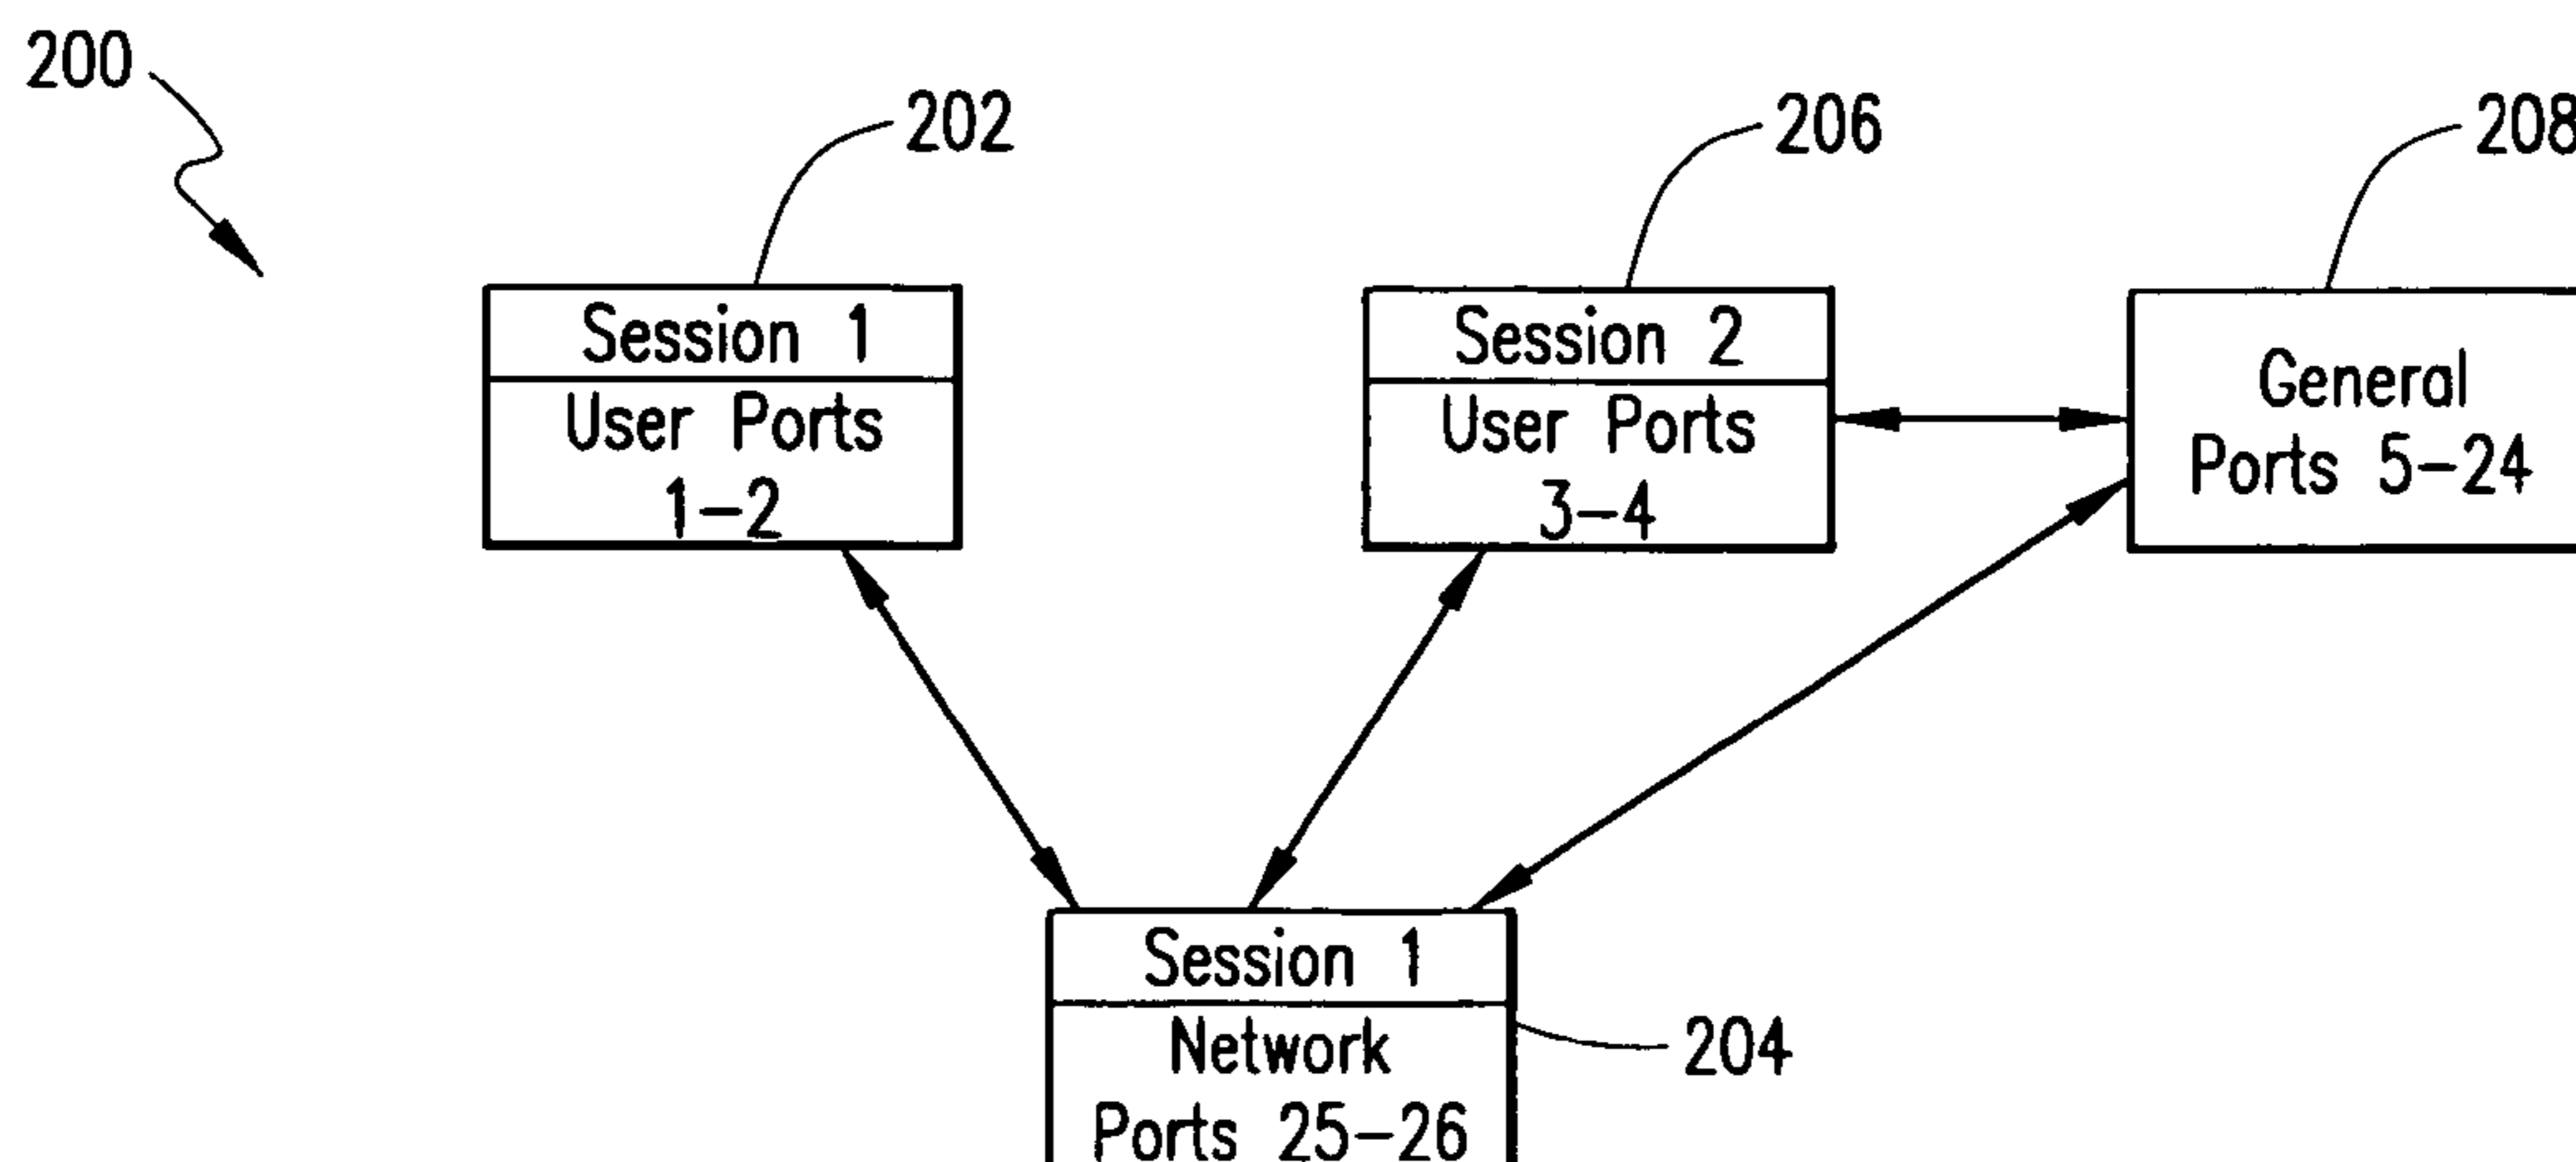 200
202
206
208
Session 1
User Ports
1-2
Session 2
User Ports
3-4
General
Ports 5-24
Session 1
Network
Ports 25-26
204